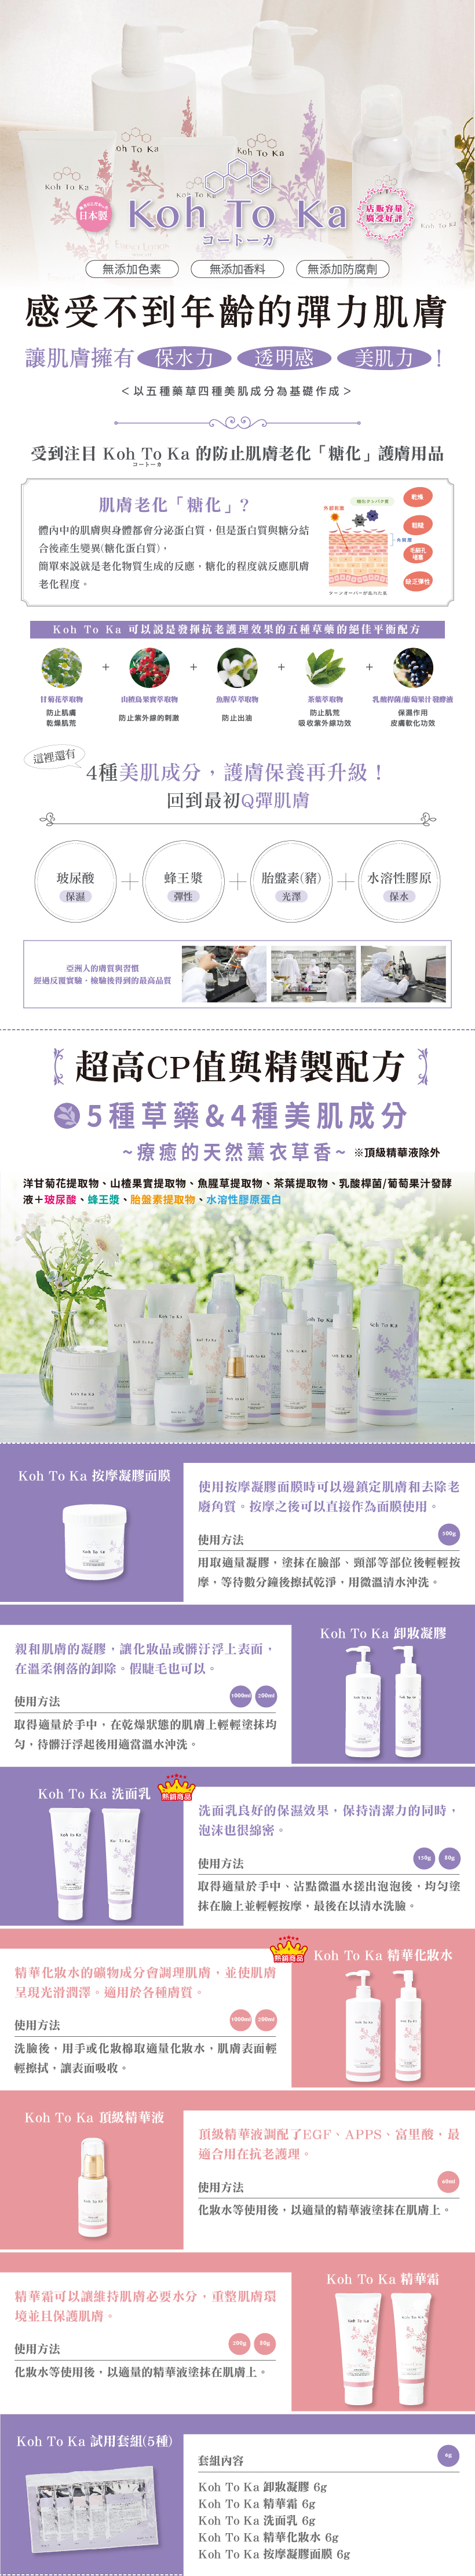 Koh To Ka
コートーカ
日本製
店販容量
廣受好評
無添加色素
無添加香料
無添加防腐劑
感受不到年齡的彈力肌膚
讓肌膚擁有 保水力 透明感 美肌力 !
<以五種藥草四種美肌成分為基礎作成>
受到注目 Koh To Ka 的防止肌膚老化「糖化」護膚用品
コートーカ
肌膚老化「糖化」?
體內中的肌膚與身體都會分泌蛋白質,但是蛋白質與糖分結
合後產生變異(糖化蛋白質)。
簡單來說就是老化物質生成的反應,糖化的程度就反應肌膚
老化程度。
糖化タンパク質
外部刺激
角質層
ターンオーバーが乱れた肌
乾燥
粗糙
毛細孔
增厲
缺乏彈性
Koh To Ka 可以說是發揮抗老護理效果的五種草藥的絕佳平衡配方
甘菊花萃取物
防止肌膚
乾燥肌荒
山楂鳥果實萃取物
防止紫外線的刺激
魚腥草萃取物
防止出油
茶葉萃取物
防止肌荒
吸收紫外線功效
乳酸桿菌/葡萄果汁發酵液
保濕作用
皮膚軟化功效
這裡還有
4種美肌成分,護膚保養再升級!
回到最初Q彈肌膚
玻尿酸
保濕
蜂王漿
彈性
胎盤素(豬)
光澤
水溶性膠原
保水
亞洲人的膚質與習慣
經過反覆實驗、檢驗後得到的最高品質
超高CP值與精製配方
5種草藥&4種美肌成分
~療癒的天然薰衣草香~ ※頂級精華液除外
洋甘菊花提取物、山楂果實提取物、魚腥草提取物、茶葉提取物、乳酸桿菌/葡萄果汁發酵
液+玻尿酸、蜂王漿、胎盤素提取物、水溶性膠原蛋白
Koh To Ka 按摩凝膠面膜
使用按摩凝膠面膜時可以邊鎮定肌膚和去除老
廢角質。按摩之後可以直接作為面膜使用。
使用方法
500g
用取適量凝膠,塗抹在臉部、頸部等部位後輕輕按
摩,等待數分鐘後擦拭乾淨,用微溫清水沖洗。
Koh To Ka 卸妝凝膠
親和肌膚的凝膠,讓化妝品或髒汙浮上表面,
在溫柔俐落的卸除。假睫毛也可以。
使用方法
1000ml 200ml
取得適量於手中,在乾燥狀態的肌膚上輕輕塗抹均
勻,待髒汙浮起後用適當溫水沖洗。
Koh To Ka 洗面乳
熱銷商品
洗面乳良好的保濕效果,保持清潔力的同時,
泡沫也很綿密。
使用方法
150g 80g
取得適量於手中、沾點微溫水搓出泡泡後,均勻塗
抹在臉上並輕輕按摩,最後在以清水洗臉。
熱銷商品
Koh To Ka 精華化妝水
精華化妝水的礦物成分會調理肌膚,並使肌膚
呈現光滑潤澤。適用於各種膚質。
使用方法
1000ml 200ml
洗臉後,用手或化妝棉取適量化妝水,肌膚表面輕
輕擦拭,讓表面吸收。
Koh To Ka 頂級精華液
頂級精華液調配了EGF、APPS、富里酸,最
適合用在抗老護理。
使用方法
60ml
化妝水等使用後,以適量的精華液塗抹在肌膚上。
Koh To Ka 精華霜
精華霜可以讓維持肌膚必要水分,重整肌膚環
境並且保護肌膚。
使用方法
200g 80g
化妝水等使用後,以適量的精華液塗抹在肌膚上。
Koh To Ka 試用套組(5種)
套組內容
6g
Koh To Ka 卸妝凝膠 6g
Koh To Ka 精華霜 6g
Koh To Ka 洗面乳 6g
Koh To Ka 精華化妝水 6g
Koh To Ka 按摩凝膠面膜 6g